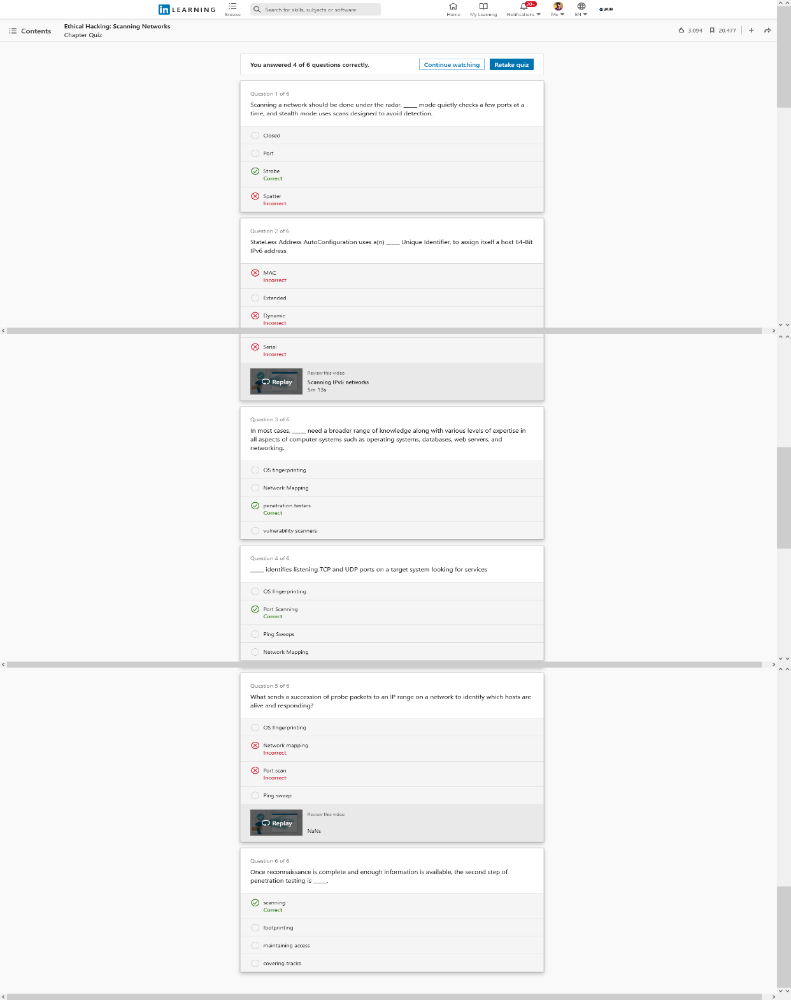 in LEARNING
Browse
Search for skills, subjects or software
Home
My Learning
20+
Notifications
Me
EN
JAIN
Contents
Ethical Hacking: Scanning Networks
Chapter Quiz
3,094
20,477
You answered 4 of 6 questions correctly.
Continue watching
Retake quiz
Question 1 of 6
Scanning a network should be done under the radar. ____ mode quietly checks a few ports at a
time, and stealth mode uses scans designed to avoid detection.
Closed
Port
Strobe
Correct
Spatter
Incorrect
Question 2 of 6
StateLess Address AutoConfiguration uses a(n) ____ Unique Identifier, to assign itself a host 64-Bit
IPv6 address
MAC
Incorrect
Extended
Dynamic
Incorrect
Serial
Incorrect
Replay
Review this video
Scanning IPv6 networks
5m 13s
Question 3 of 6
In most cases, ____ need a broader range of knowledge along with various levels of expertise in
all aspects of computer systems such as operating systems, databases, web servers, and
networking.
OS fingerprinting
Network Mapping
penetration testers
Correct
vulnerability scanners
Question 4 of 6
____ identifies listening TCP and UDP ports on a target system looking for services
OS fingerprinting
Port Scanning
Correct
Ping Sweeps
Network Mapping
Question 5 of 6
What sends a succession of probe packets to an IP range on a network to identify which hosts are
alive and responding?
OS fingerprinting
Network mapping
Incorrect
Port scan
Incorrect
Ping sweep
Replay
Review this video
NaNs
Question 6 of 6
Once reconnaissance is complete and enough information is available, the second step of
penetration testing is ____.
scanning
Correct
footprinting
maintaining access
covering tracks